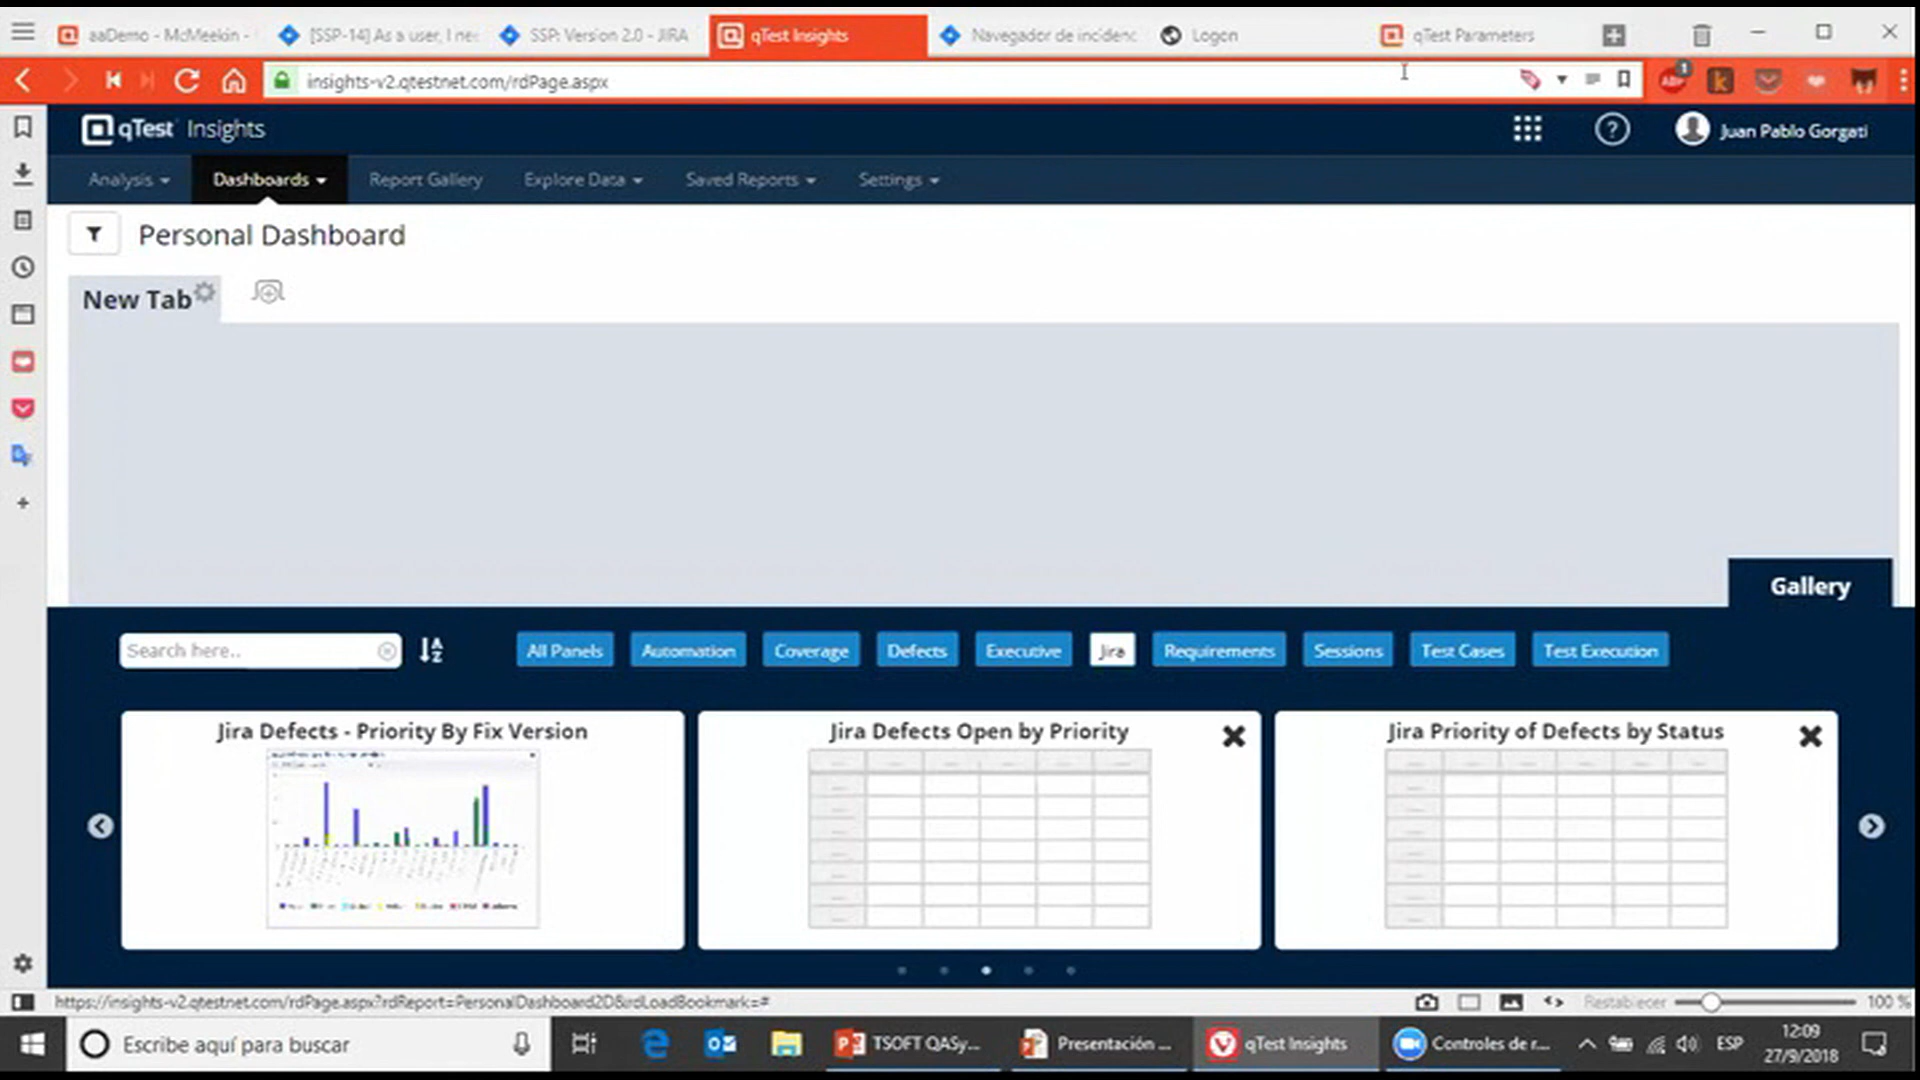 aaDemo - McMeekin -
[SSP-14] As a user, I nee
SSP: Version 2.0 - JIRA
qTest Insights
Navegador de incidenc
Logon
qTest Parameters
insights-v2.qtestnet.com/rdPage.aspx
ABP
1
k
qTest Insights
?
Juan Pablo Gorgati
Analysis
Dashboards
Report Gallery
Explore Data
Saved Reports
Settings
Personal Dashboard
New Tab
Gallery
Search here..
A
Z
All Panels
Automation
Coverage
Defects
Executive
Jira
Requirements
Sessions
Test Cases
Test Execution
Jira Defects - Priority By Fix Version
Jira Defects Open by Priority
Jira Priority of Defects by Status
https://insights-v2.qtestnet.com/rdPage.aspx?rdReport=PersonalDashboard2D&rdLoadBookmark=#
Restablecer
100 %
Escribe aquí para buscar
TSOFT QASy...
Presentación ...
qTest Insights
Controles de r...
ESP
12:09
27/9/2018